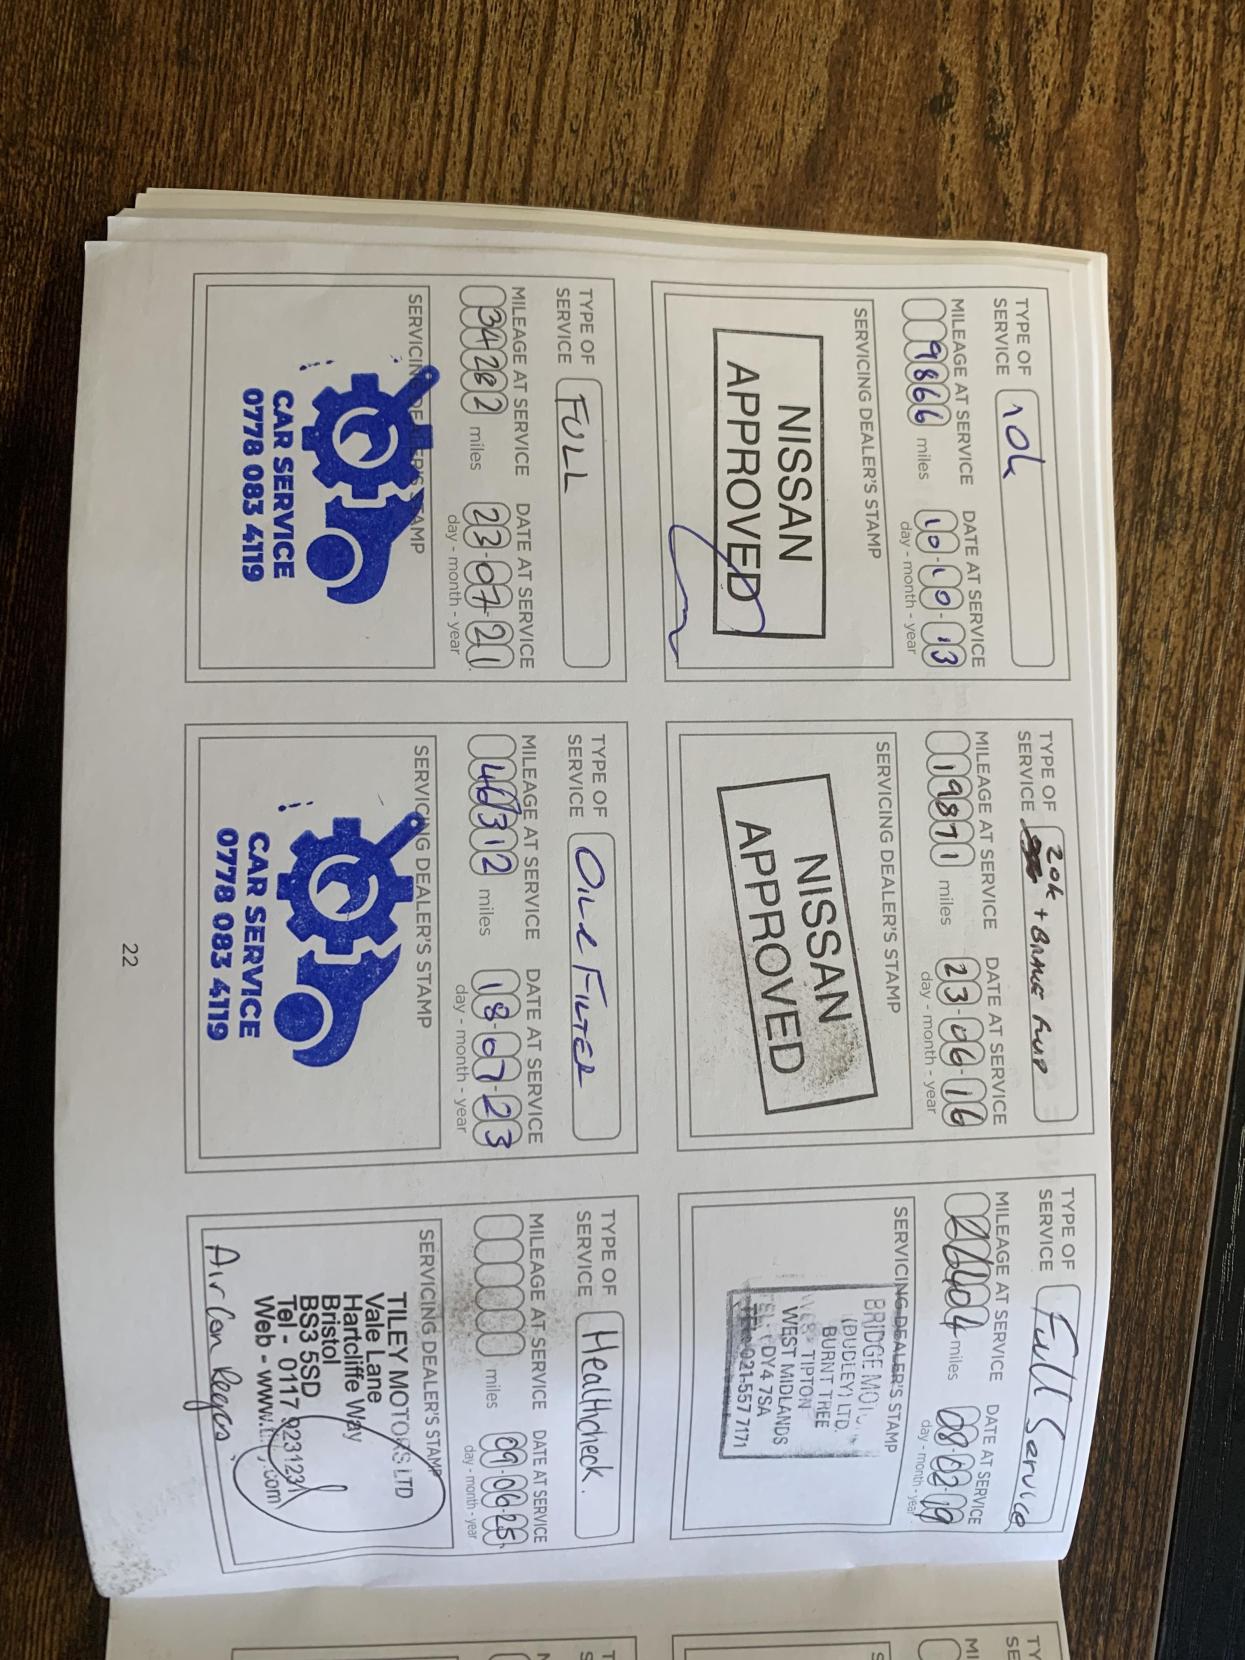 TYPE OF
SERVICE
10k
MILEAGE AT SERVICE
9866 miles
DATE AT SERVICE
10-10-13
day - month - year
SERVICING DEALER'S STAMP
NISSAN
APPROVED
TYPE OF
SERVICE
20k + BRAKE FLUID
MILEAGE AT SERVICE
19871 miles
DATE AT SERVICE
23-06-16
day - month - year
SERVICING DEALER'S STAMP
NISSAN
APPROVED
TYPE OF
SERVICE
Full Service
MILEAGE AT SERVICE
26404 miles
DATE AT SERVICE
08-02-19
day - month - year
SERVICING DEALER'S STAMP
BRIDGE
(DUDLEY) LTD.
BURNT TREE
TIPTON
WEST MIDLANDS
DY4 7SA
021-557 7171
TYPE OF
SERVICE
FULL
MILEAGE AT SERVICE
34282 miles
DATE AT SERVICE
23-07-21
day - month - year
SERVICING DEALER'S STAMP
CAR SERVICE
0778 083 4119
TYPE OF
SERVICE
OIL & FILTER
MILEAGE AT SERVICE
46312 miles
DATE AT SERVICE
18-07-23
day - month - year
SERVICING DEALER'S STAMP
CAR SERVICE
0778 083 4119
TYPE OF
SERVICE
Healthcheck.
MILEAGE AT SERVICE
miles
DATE AT SERVICE
09-06-25
day - month - year
SERVICING DEALER'S STAMP
TILEY MOTORS LTD
Vale Lane
Hartcliffe Way
Bristol
BS3 5SD
Tel - 0117 9231231
Web - www. .com
Air Con Regas
22